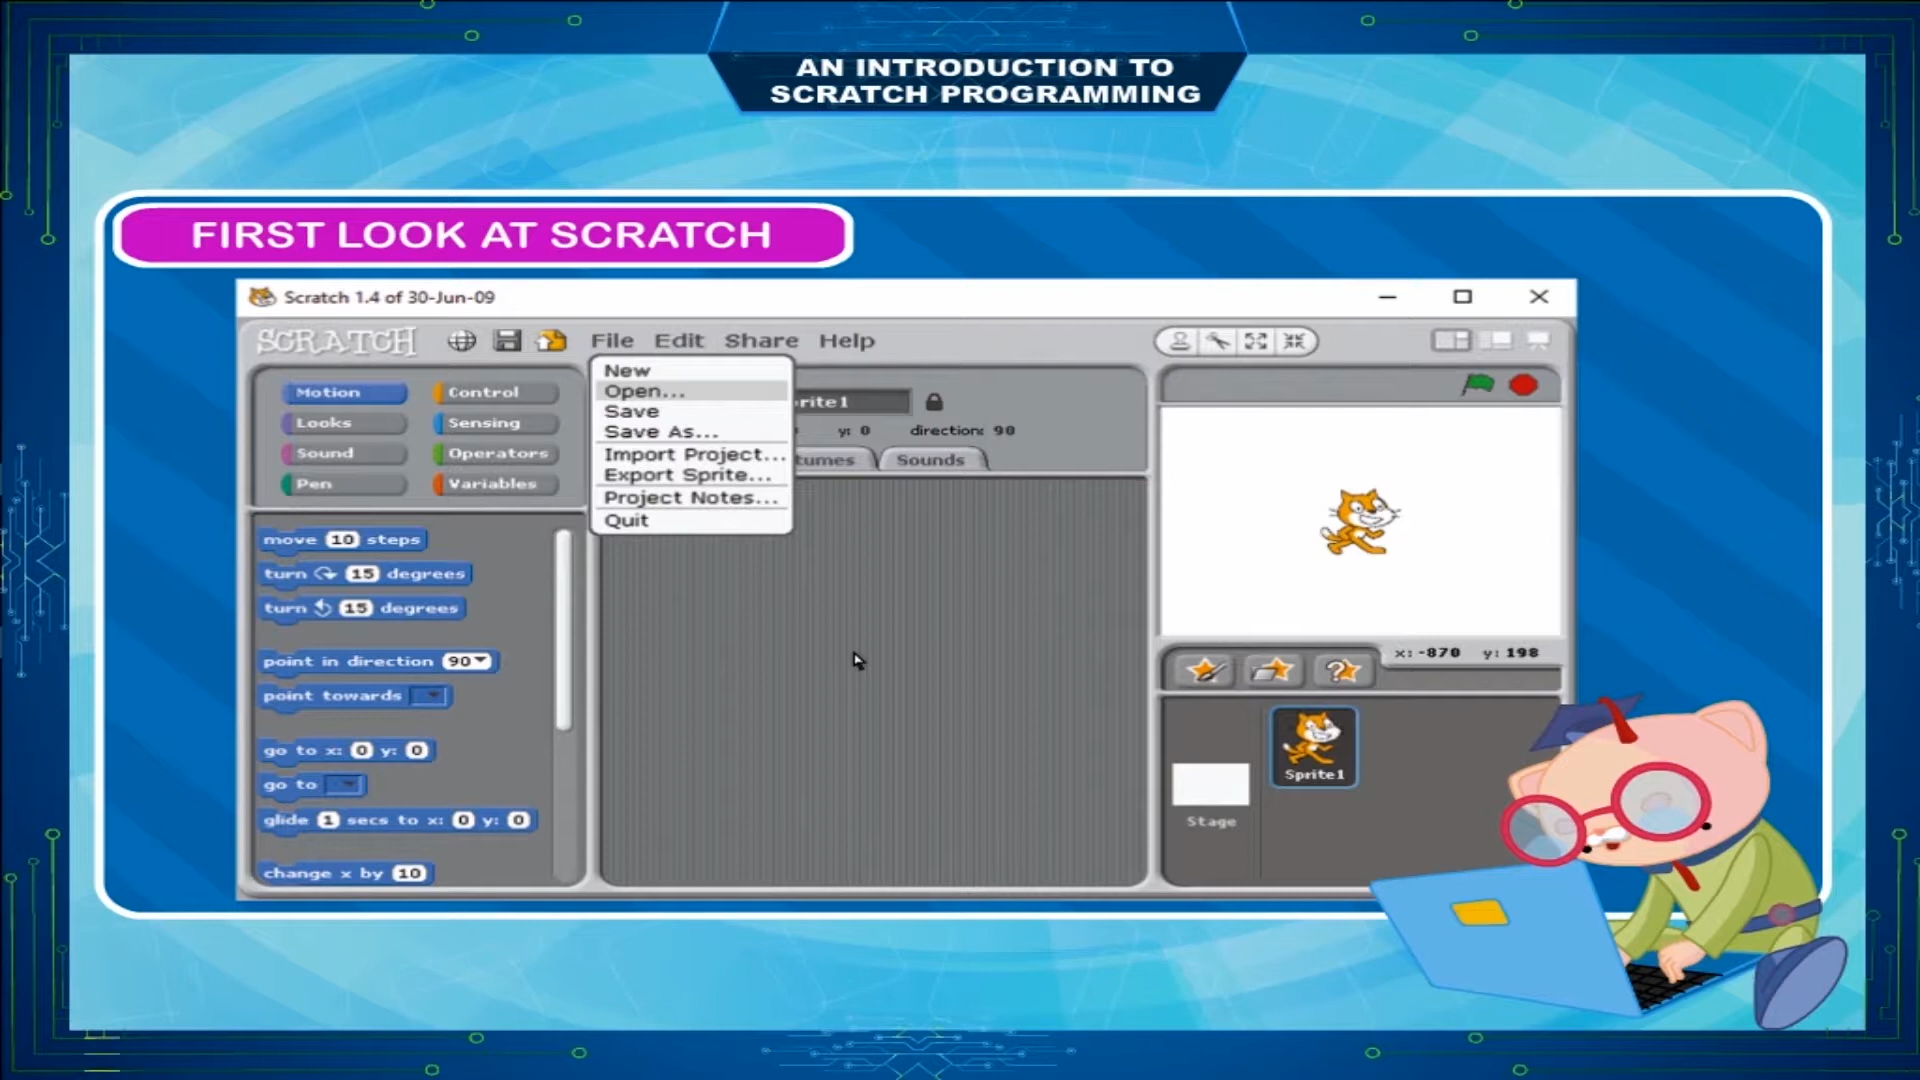 AN INTRODUCTION TO
SCRATCH PROGRAMMING
FIRST LOOK AT SCRATCH
Scratch 1.4 of 30-Jun-09
SCRATCH File Edit Share Help
New
Open...
Save
Save As...
Import Project...
Export Sprite...
Project Notes...
Quit
Motion Control
Looks Sensing
Sound Operators
Pen Variables
rite1
y: 0 direction: 90
tumes Sounds
move 10 steps
turn 15 degrees
turn 15 degrees
point in direction 90
point towards
go to x: 0 y: 0
go to
glide 1 secs to x: 0 y: 0
change x by 10
x: -870 y: 198
Sprite1
Stage